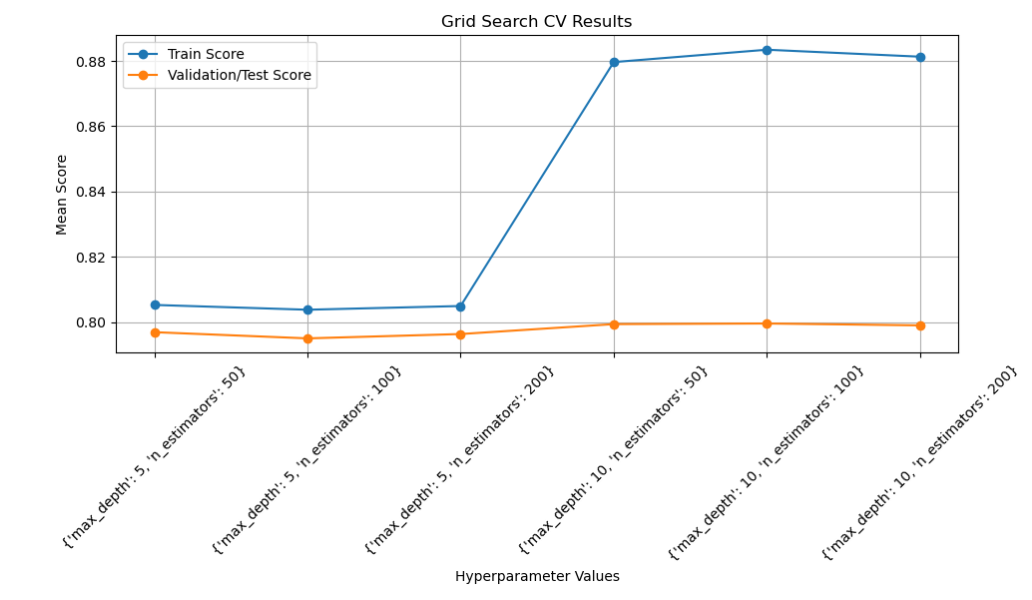 Grid Search CV Results
Train Score
Validation/Test Score
0.88
0.86
0.84
0.82
0.80
Mean Score
{'max_depth': 5, 'n_estimators': 50}
{'max_depth': 5, 'n_estimators': 100}
{'max_depth': 5, 'n_estimators': 200}
{'max_depth': 10, 'n_estimators': 50}
{'max_depth': 10, 'n_estimators': 100}
{'max_depth': 10, 'n_estimators': 200}
Hyperparameter Values